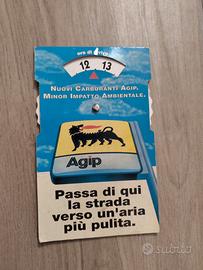 ora di arrivo
12 13
Nuovi Carburanti Agip.
Minor Impatto Ambientale.
Agip
Passa di qui
la strada
verso un'aria
più pulita.
subito